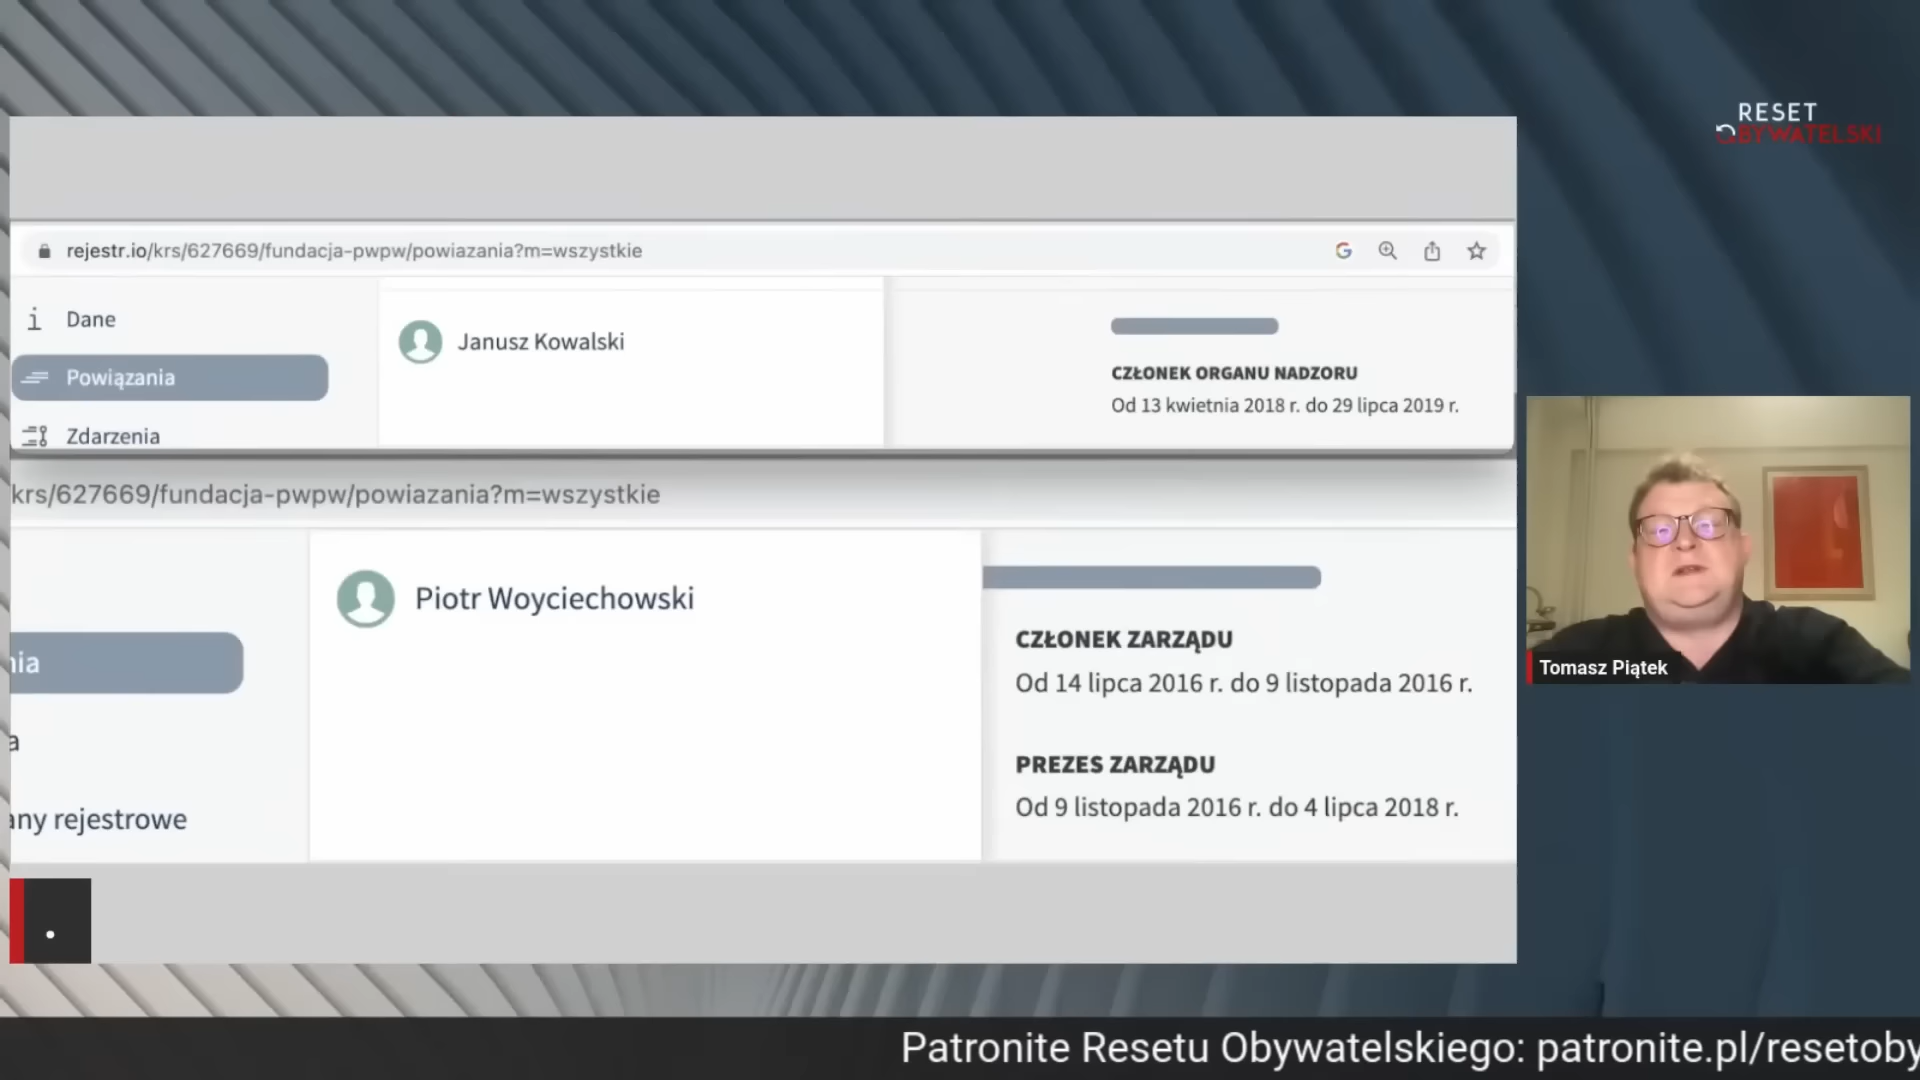 RESET
OBYWATELSKI
rejestr.io/krs/627669/fundacja-pwpw/powiazania?m=wszystkie
Dane
Powiązania
Zdarzenia
Janusz Kowalski
CZŁONEK ORGANU NADZORU
Od 13 kwietnia 2018 r. do 29 lipca 2019 r.
krs/627669/fundacja-pwpw/powiazania?m=wszystkie
nia
a
any rejestrowe
Piotr Woyciechowski
CZŁONEK ZARZĄDU
Od 14 lipca 2016 r. do 9 listopada 2016 r.
PREZES ZARZĄDU
Od 9 listopada 2016 r. do 4 lipca 2018 r.
Tomasz Piątek
.
Patronite Resetu Obywatelskiego: patronite.pl/resetoby